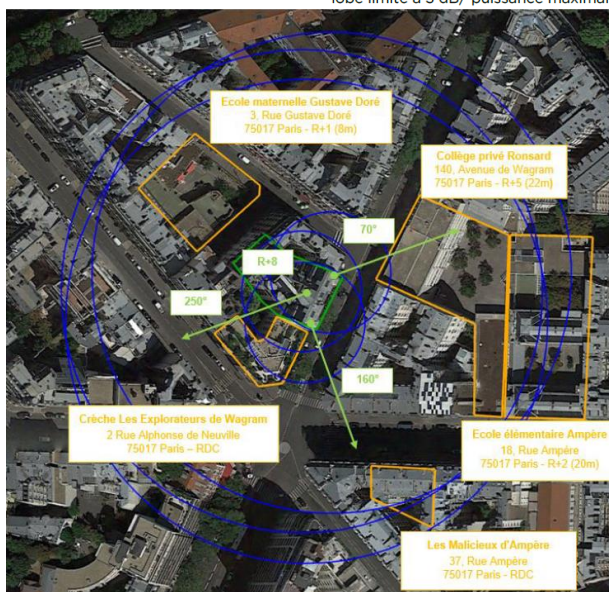 lobe limité à 3 dB/ puissance maximal
Ecole maternelle Gustave Doré
3, Rue Gustave Doré
75017 Paris - R+1 (8m)
Collège privé Ronsard
140, Avenue de Wagram
75017 Paris - R+5 (22m)
70°
R+8
250°
160°
Crèche Les Explorateurs de Wagram
2 Rue Alphonse de Neuville
75017 Paris – RDC
Ecole élémentaire Ampère
18, Rue Ampère
75017 Paris - R+2 (20m)
Les Malicieux d'Ampère
37, Rue Ampère
75017 Paris - RDC